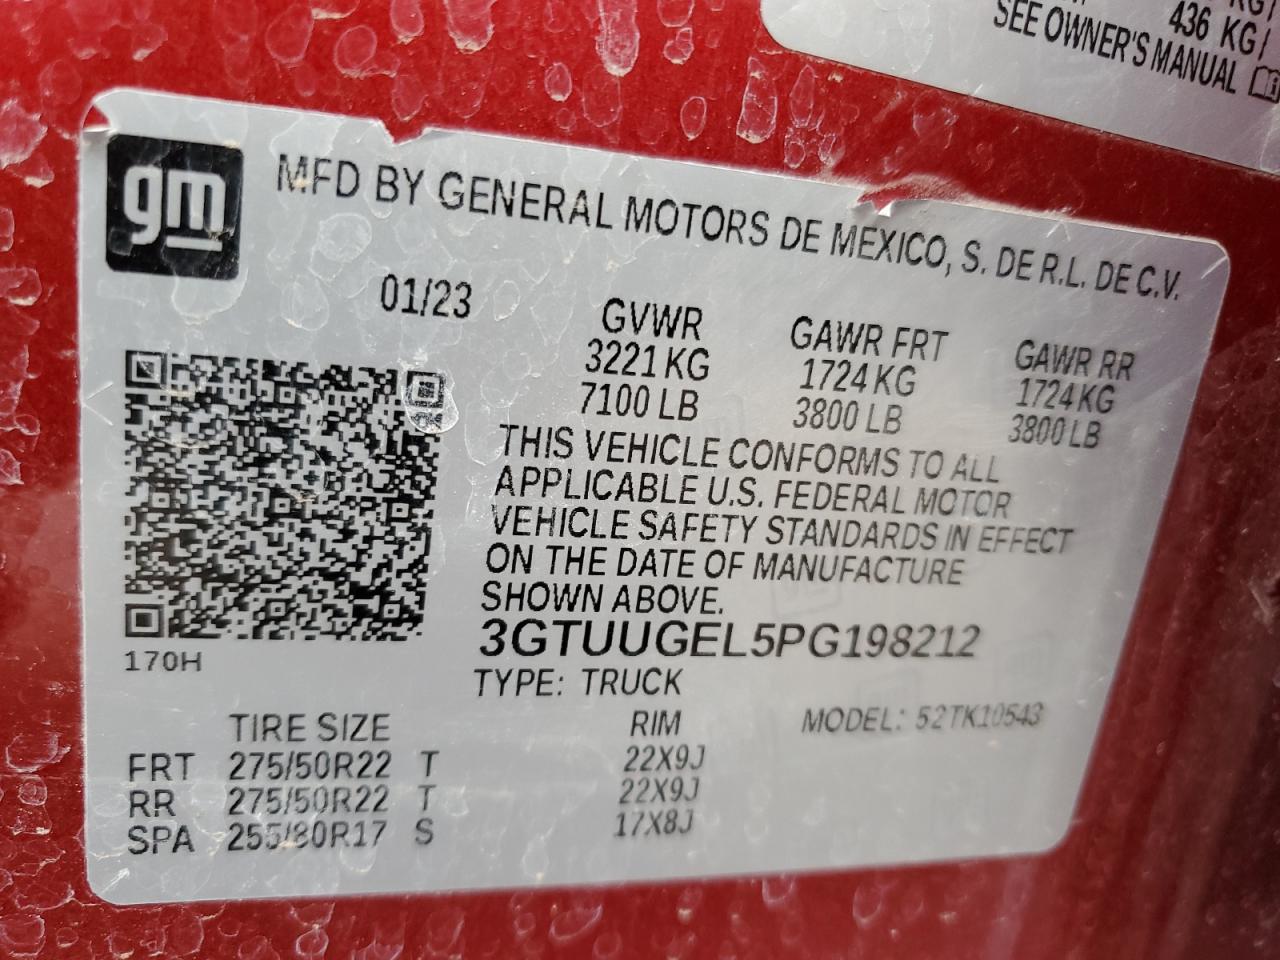 KG/
436 KG/
SEE OWNER'S MANUAL
gm
MFD BY GENERAL MOTORS DE MEXICO, S. DE R.L. DE C.V.
01/23
GVWR GAWR FRT GAWR RR
3221 KG 1724 KG 1724 KG
7100 LB 3800 LB 3800 LB
THIS VEHICLE CONFORMS TO ALL
APPLICABLE U.S. FEDERAL MOTOR
VEHICLE SAFETY STANDARDS IN EFFECT
ON THE DATE OF MANUFACTURE
SHOWN ABOVE.
3GTUUGEL5PG198212
170H
TYPE: TRUCK
TIRE SIZE RIM MODEL: 52TK10543
FRT 275/50R22 T 22X9J
RR 275/50R22 T 22X9J
SPA 255/80R17 S 17X8J